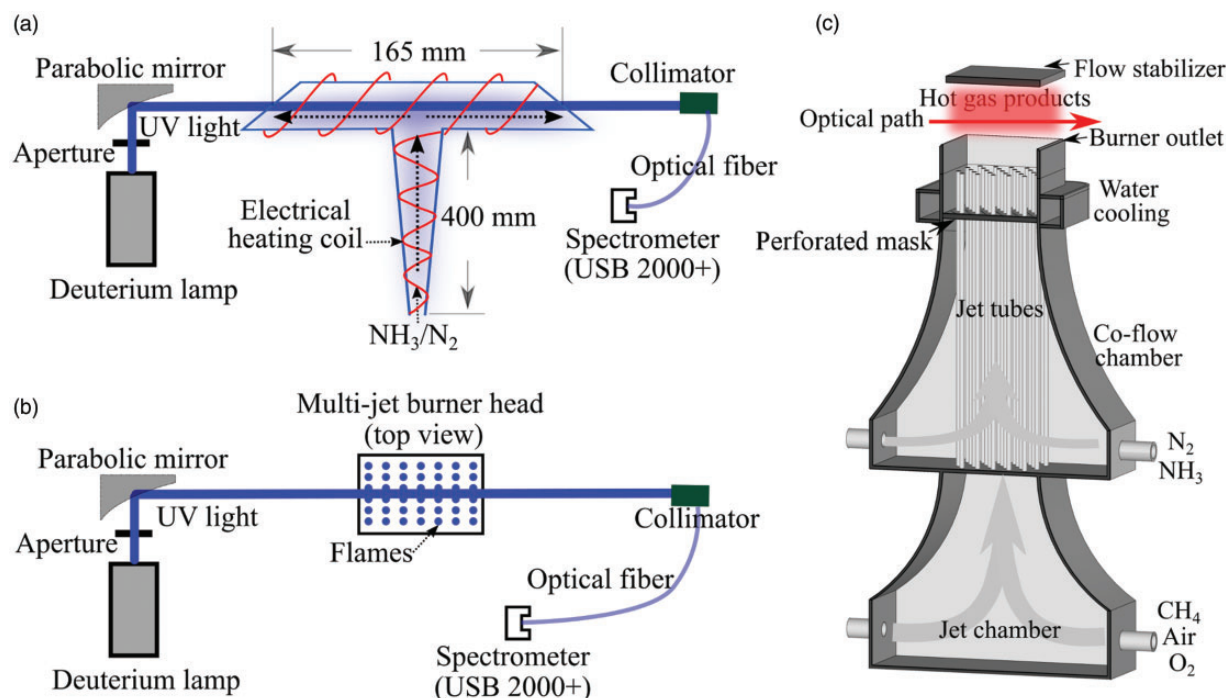 (a)
165 mm
Parabolic mirror
Collimator
UV light
Aperture
Optical fiber
400 mm
Electrical
heating coil
Spectrometer
(USB 2000+)
Deuterium lamp
NH₃/N₂
(b)
Multi-jet burner head
(top view)
Parabolic mirror
UV light
Collimator
Aperture
Flames
Optical fiber
Spectrometer
(USB 2000+)
Deuterium lamp
(c)
Flow stabilizer
Hot gas products
Optical path
Burner outlet
Water
cooling
Perforated mask
Jet tubes
Co-flow
chamber
N₂
NH₃
Jet chamber
CH₄
Air
O₂